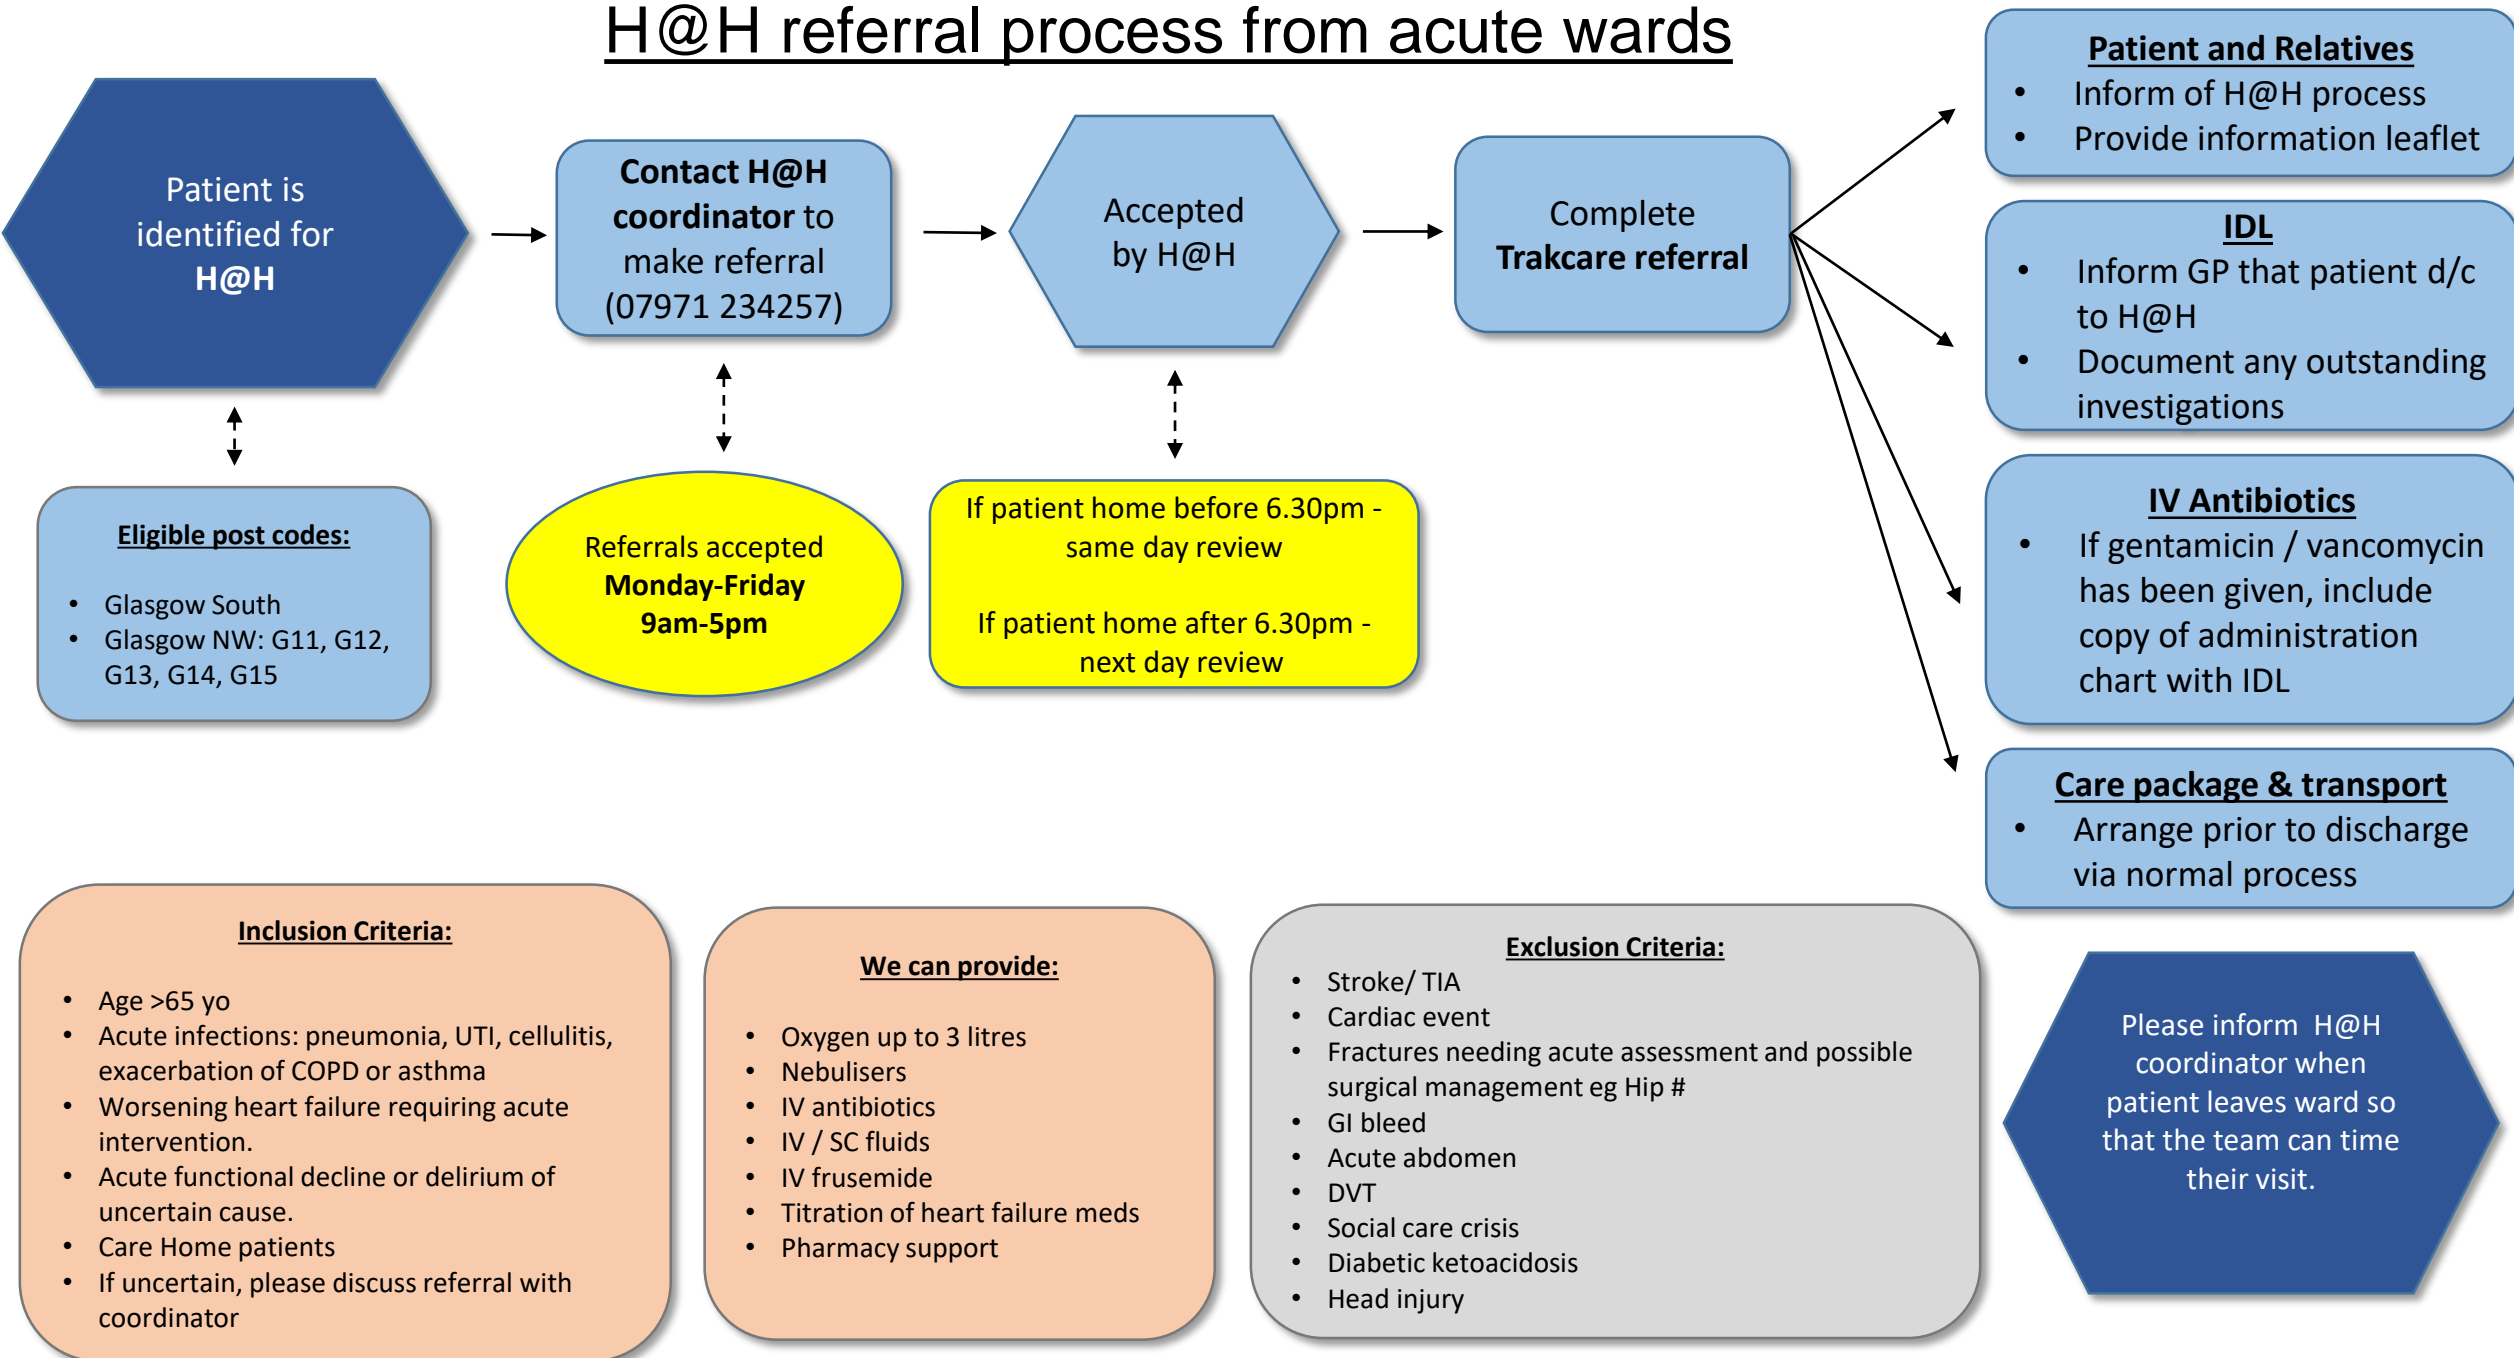 H@H referral process from acute wards
Patient is
identified for
H@H
Contact H@H
coordinator to
make referral
(07971 234257)
Accepted
by H@H
Complete
Trakcare referral
Patient and Relatives
• Inform of H@H process
• Provide information leaflet
IDL
• Inform GP that patient d/c
to H@H
• Document any outstanding
investigations
IV Antibiotics
• If gentamicin / vancomycin
has been given, include
copy of administration
chart with IDL
Care package & transport
• Arrange prior to discharge
via normal process
Eligible post codes:
• Glasgow South
• Glasgow NW: G11, G12,
G13, G14, G15
Referrals accepted
Monday-Friday
9am-5pm
If patient home before 6.30pm -
same day review
If patient home after 6.30pm -
next day review
Inclusion Criteria:
• Age >65 yo
• Acute infections: pneumonia, UTI, cellulitis,
exacerbation of COPD or asthma
• Worsening heart failure requiring acute
intervention.
• Acute functional decline or delirium of
uncertain cause.
• Care Home patients
• If uncertain, please discuss referral with
coordinator
We can provide:
• Oxygen up to 3 litres
• Nebulisers
• IV antibiotics
• IV / SC fluids
• IV frusemide
• Titration of heart failure meds
• Pharmacy support
Exclusion Criteria:
• Stroke/ TIA
• Cardiac event
• Fractures needing acute assessment and possible
surgical management eg Hip #
• GI bleed
• Acute abdomen
• DVT
• Social care crisis
• Diabetic ketoacidosis
• Head injury
Please inform H@H
coordinator when
patient leaves ward so
that the team can time
their visit.